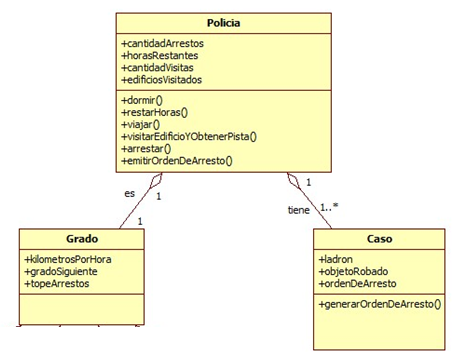 Policia
+cantidadArrestos
+horasRestantes
+cantidadVisitas
+edificiosVisitados
+dormir()
+restarHoras()
+viajar()
+visitarEdificioYObtenerPista()
+arrestar()
+emitirOrdenDeArresto()
es
1
1
1
tiene
1..*
Grado
+kilometrosPorHora
+gradoSiguiente
+topeArrestos
Caso
+ladron
+objetoRobado
+ordenDeArresto
+generarOrdenDeArresto()